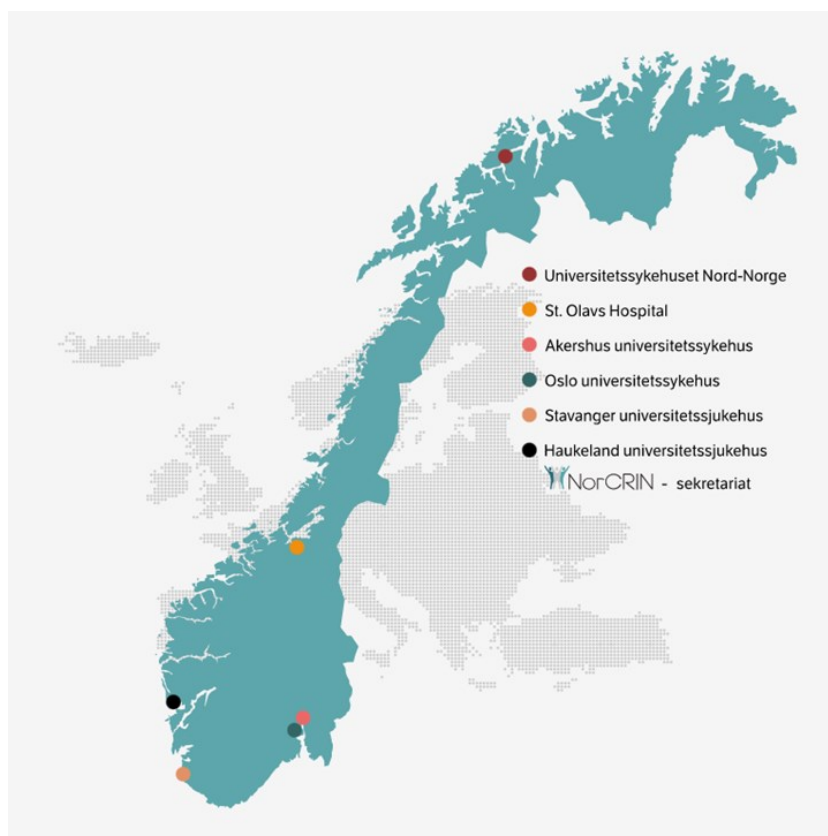 Universitetssykehuset Nord-Norge
St. Olavs Hospital
Akershus universitetssykehus
Oslo universitetssykehus
Stavanger universitetssjukehus
Haukeland universitetssjukehus
NorCRIN - sekretariat